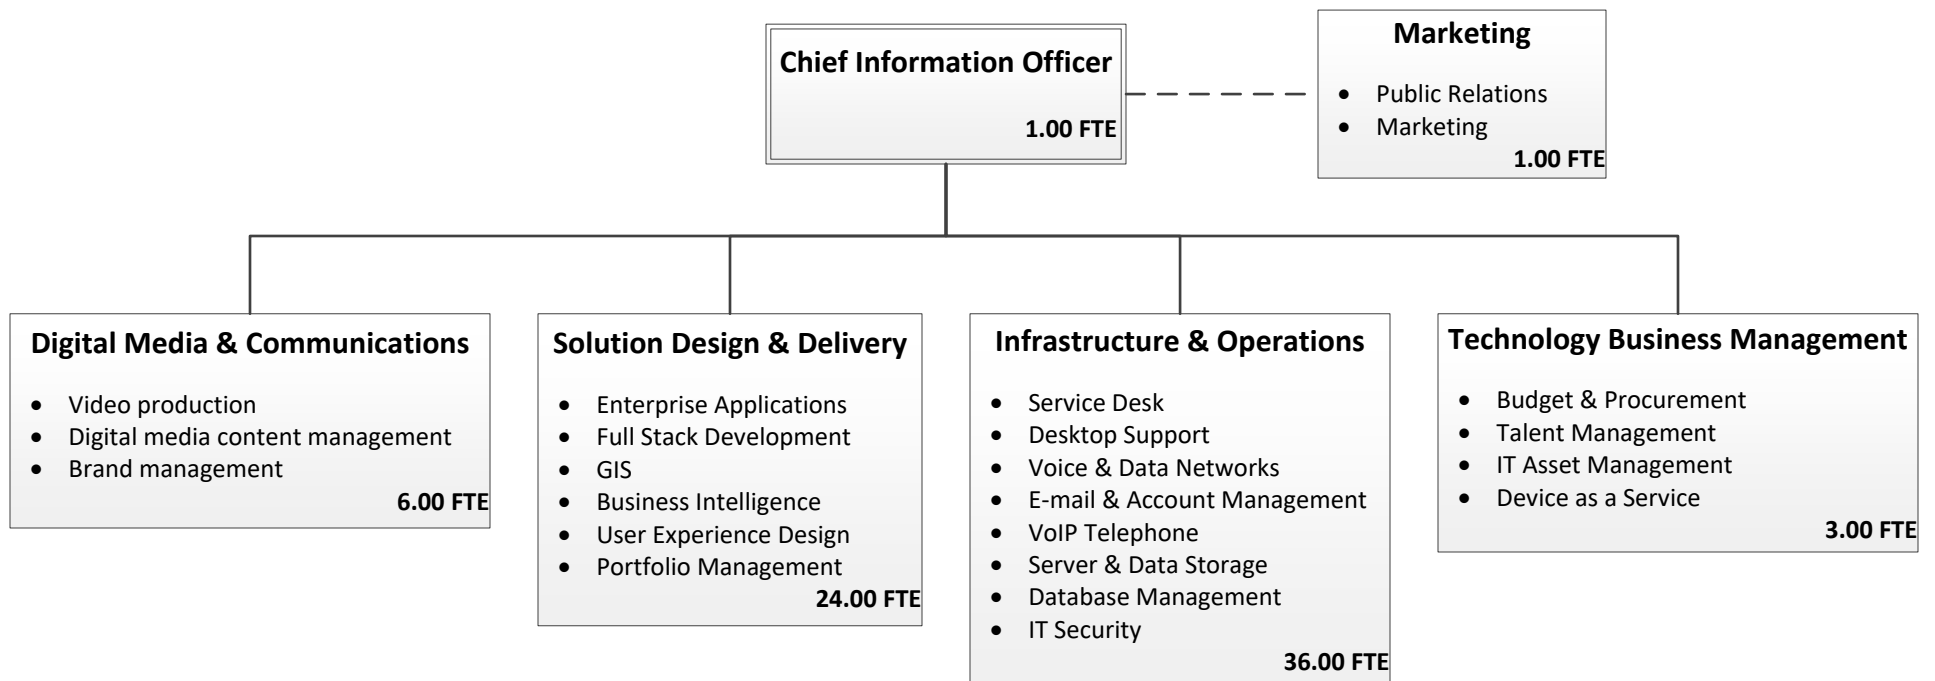 Chief Information Officer
1.00 FTE
Marketing
• Public Relations
• Marketing
1.00 FTE
Digital Media & Communications
• Video production
• Digital media content management
• Brand management
6.00 FTE
Solution Design & Delivery
• Enterprise Applications
• Full Stack Development
• GIS
• Business Intelligence
• User Experience Design
• Portfolio Management
24.00 FTE
Infrastructure & Operations
• Service Desk
• Desktop Support
• Voice & Data Networks
• E-mail & Account Management
• VoIP Telephone
• Server & Data Storage
• Database Management
• IT Security
36.00 FTE
Technology Business Management
• Budget & Procurement
• Talent Management
• IT Asset Management
• Device as a Service
3.00 FTE